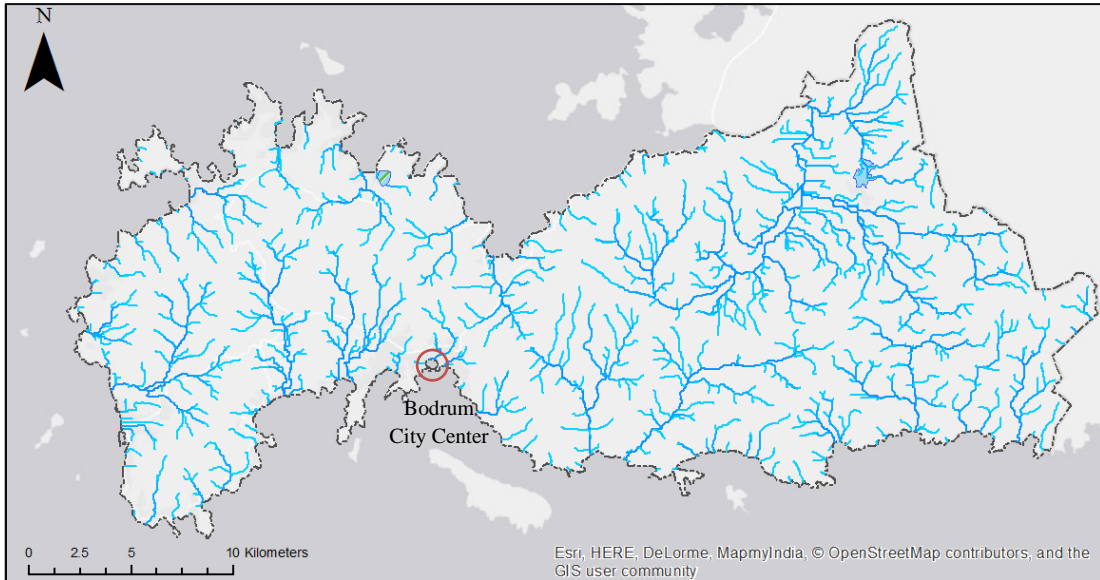 N
Bodrum
City Center
0 2.5 5 10 Kilometers
Esri, HERE, DeLorme, MapmyIndia, © OpenStreetMap contributors, and the
GIS user community